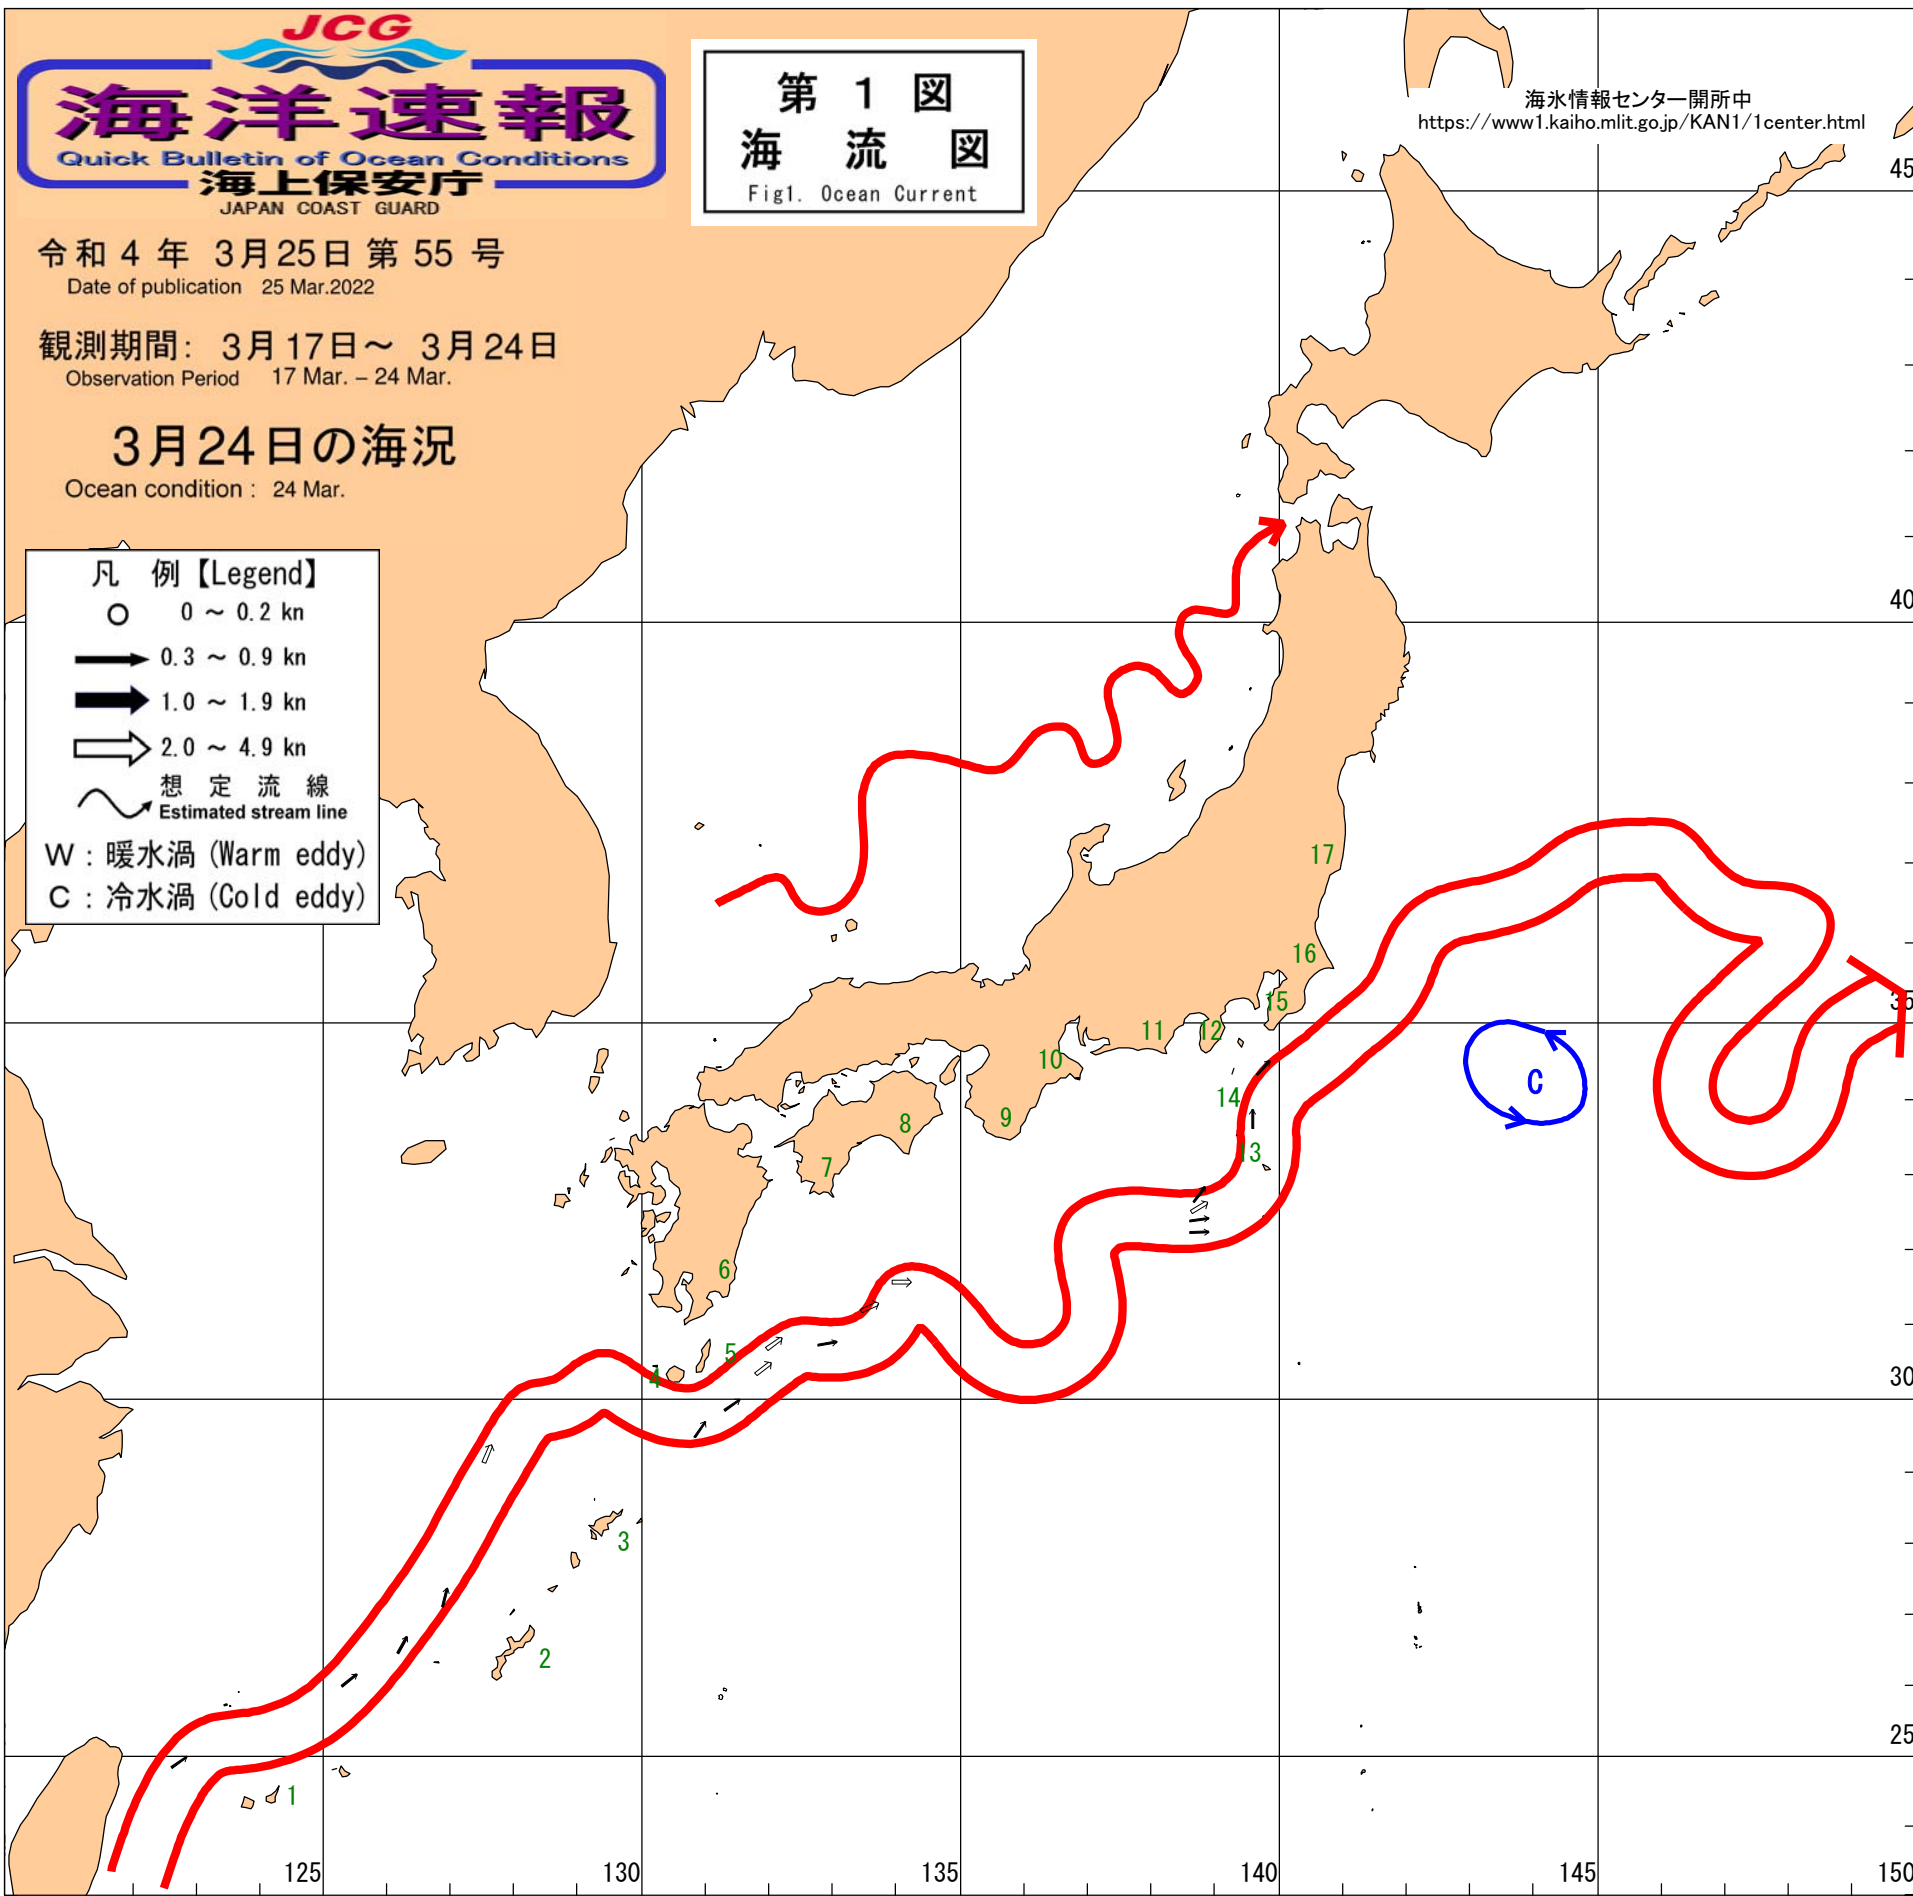 JCG
海洋速報
Quick Bulletin of Ocean Conditions
海上保安庁
JAPAN COAST GUARD
第 1 図
海 流 図
Fig1. Ocean Current
海氷情報センター開所中
https://www1.kaiho.mlit.go.jp/KAN1/1center.html
令和 4 年 3月25日 第 55 号
Date of publication 25 Mar.2022
観測期間: 3月17日～ 3月24日
Observation Period 17 Mar. – 24 Mar.
3月24日の海況
Ocean condition : 24 Mar.
凡 例【Legend】
0 ～ 0.2 kn
0.3 ～ 0.9 kn
1.0 ～ 1.9 kn
2.0 ～ 4.9 kn
想 定 流 線
Estimated stream line
W : 暖水渦 (Warm eddy)
C : 冷水渦 (Cold eddy)
45
40
17
16
15
35
12
11
10
C
14
9
8
13
7
6
5
4
30
3
2
25
1
125
130
135
140
145
150